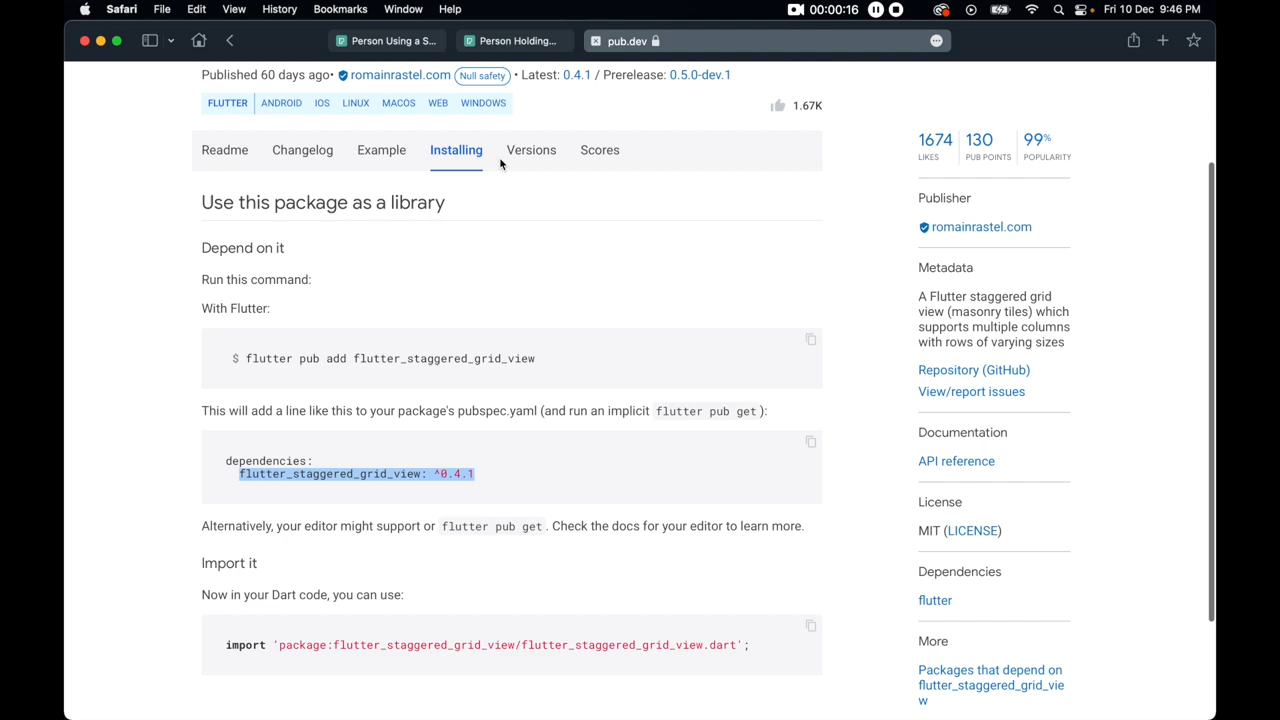 Safari File Edit View History Bookmarks Window Help 00:00:16 Fri 10 Dec 9:46 PM
Person Using a S... Person Holding... pub.dev
Published 60 days ago• romainrastel.com Null safety • Latest: 0.4.1 / Prerelease: 0.5.0-dev.1
FLUTTER ANDROID IOS LINUX MACOS WEB WINDOWS
1.67K
Readme Changelog Example Installing Versions Scores
Use this package as a library
Depend on it
Run this command:
With Flutter:
$ flutter pub add flutter_staggered_grid_view
This will add a line like this to your package's pubspec.yaml (and run an implicit flutter pub get):
dependencies:
flutter_staggered_grid_view: ^0.4.1
Alternatively, your editor might support or flutter pub get. Check the docs for your editor to learn more.
Import it
Now in your Dart code, you can use:
import 'package:flutter_staggered_grid_view/flutter_staggered_grid_view.dart';
1674 130 99%
LIKES PUB POINTS POPULARITY
Publisher
romainrastel.com
Metadata
A Flutter staggered grid
view (masonry tiles) which
supports multiple columns
with rows of varying sizes
Repository (GitHub)
View/report issues
Documentation
API reference
License
MIT (LICENSE)
Dependencies
flutter
More
Packages that depend on
flutter_staggered_grid_vie
w